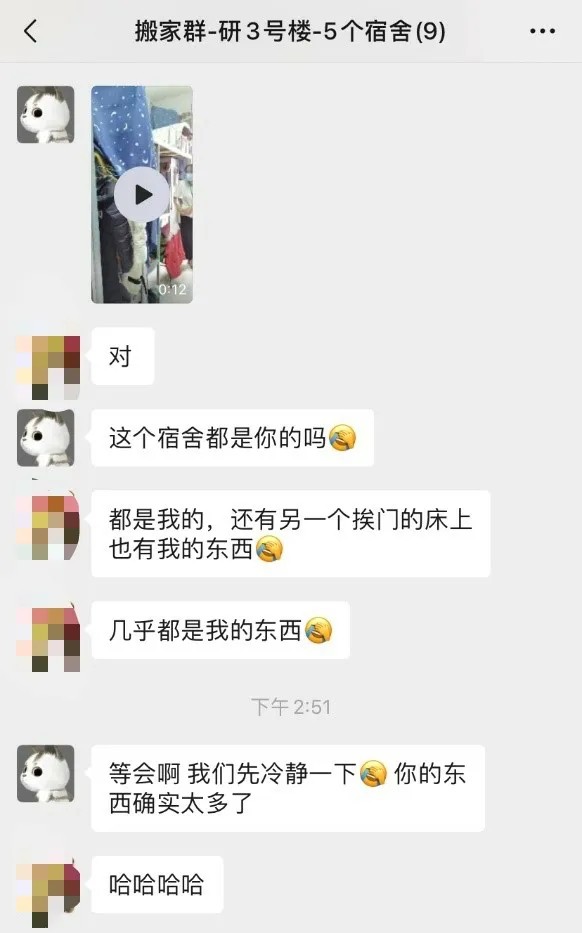 搬家群-研3号楼-5个宿舍(9)
0:12
对
这个宿舍都是你的吗🤦
都是我的，还有另一个挨门的床上
也有我的东西🤦
几乎都是我的东西🤦
下午 2:51
等会啊 我们先冷静一下🤦 你的东
西确实太多了
哈哈哈哈